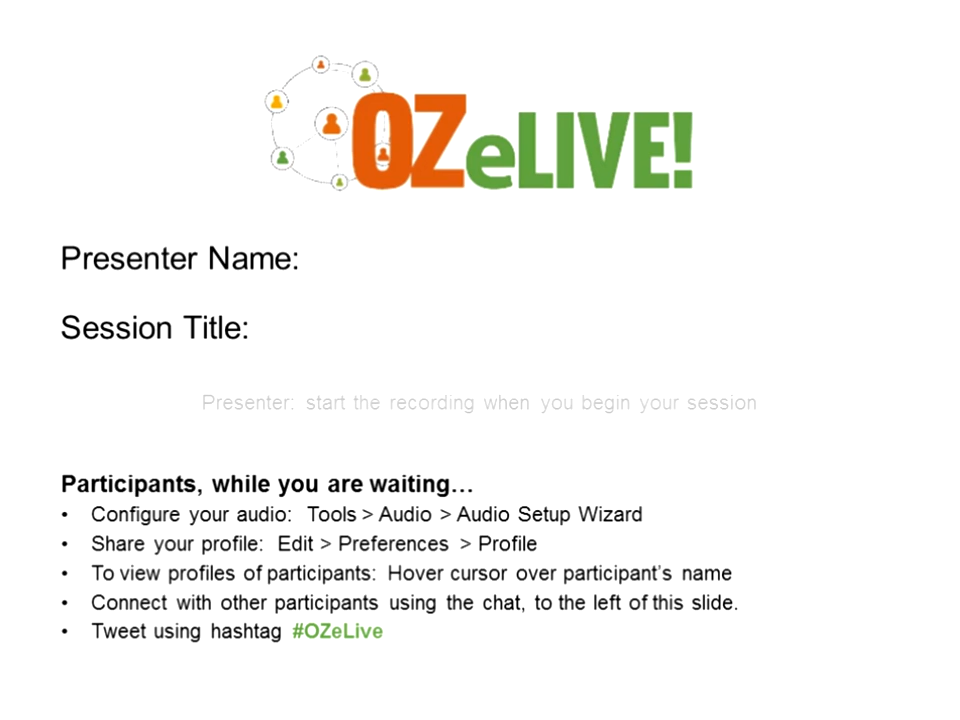 OZeLIVE!
Presenter Name:
Session Title:
Presenter: start the recording when you begin your session
Participants, while you are waiting…
• Configure your audio: Tools > Audio > Audio Setup Wizard
• Share your profile: Edit > Preferences > Profile
• To view profiles of participants: Hover cursor over participant's name
• Connect with other participants using the chat, to the left of this slide.
• Tweet using hashtag #OZeLive